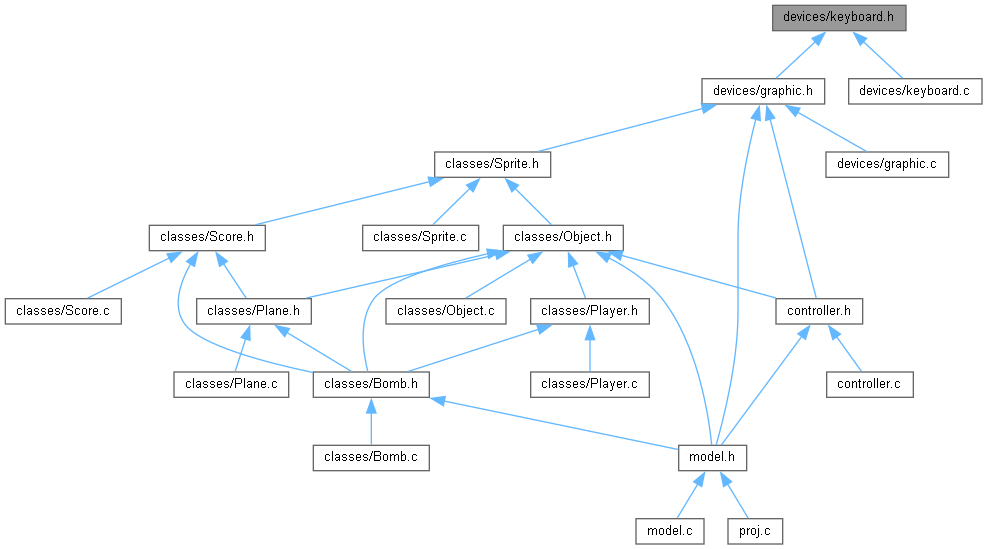 devices/keyboard.h
devices/graphic.h
devices/keyboard.c
classes/Sprite.h
devices/graphic.c
classes/Score.h
classes/Sprite.c
classes/Object.h
classes/Score.c
classes/Plane.h
classes/Object.c
classes/Player.h
controller.h
classes/Plane.c
classes/Bomb.h
classes/Player.c
controller.c
classes/Bomb.c
model.h
model.c
proj.c